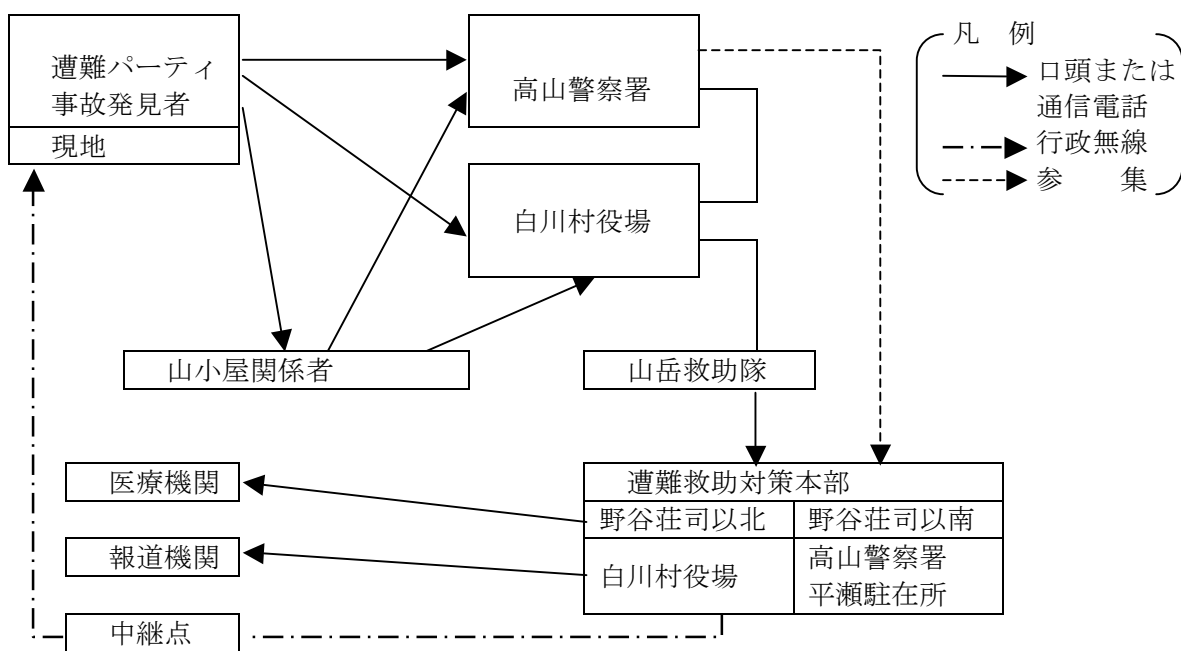 遭難パーティ
事故発見者
現地
高山警察署
白川村役場
凡　例
口頭または
通信電話
行政無線
参　　集
山小屋関係者
山岳救助隊
医療機関
報道機関
中継点
遭難救助対策本部
野谷荘司以北
野谷荘司以南
白川村役場
高山警察署
平瀬駐在所